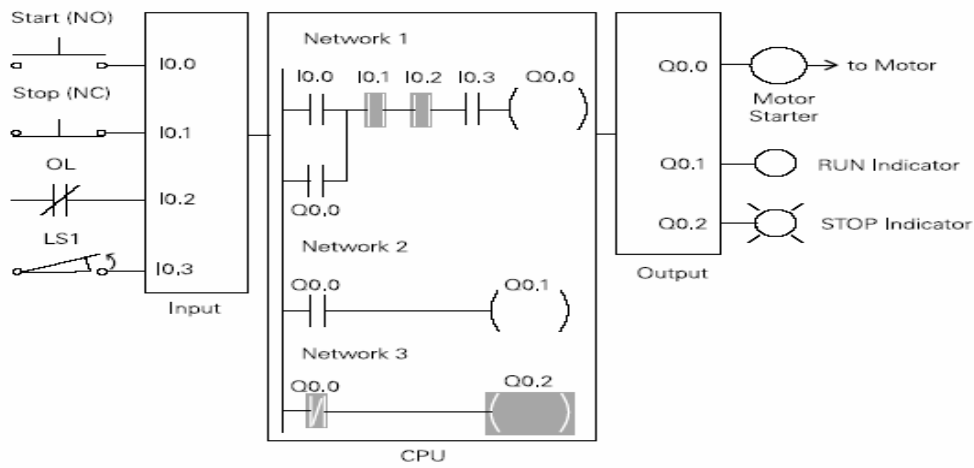 Start (NO)
I0.0
Stop (NC)
I0.1
OL
I0.2
LS1
I0.3
Input
Network 1
I0.0 I0.1 I0.2 I0.3 Q0.0
Q0.0
Network 2
Q0.0 Q0.1
Network 3
Q0.0 Q0.2
CPU
Q0.0
to Motor
Motor
Starter
Q0.1
RUN Indicator
Q0.2
STOP Indicator
Output